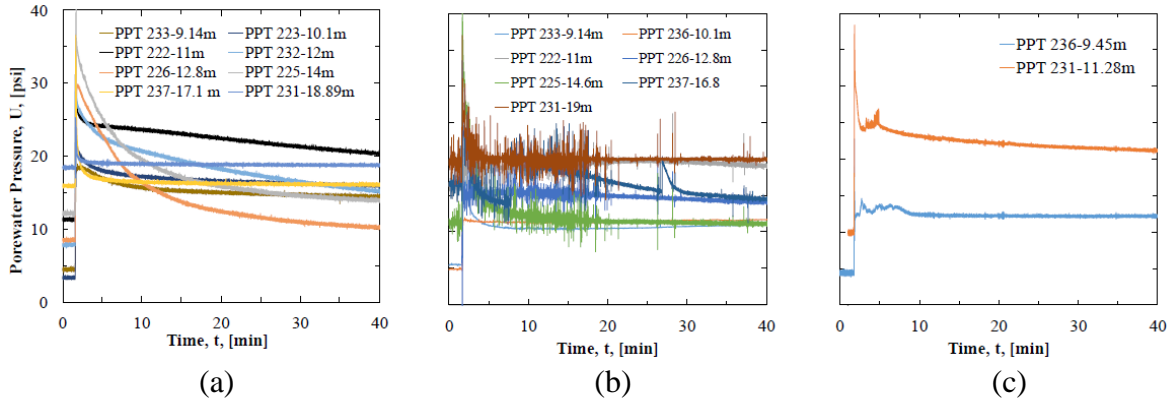 Porewater Pressure, U, [psi]
40
30
20
10
0
PPT 233-9.14m PPT 223-10.1m
PPT 222-11m PPT 232-12m
PPT 226-12.8m PPT 225-14m
PPT 237-17.1 m PPT 231-18.89m
0 10 20 30 40
Time, t, [min]
(a)
PPT 233-9.14m PPT 236-10.1m
PPT 222-11m PPT 226-12.8m
PPT 225-14.6m PPT 237-16.8
PPT 231-19m
0 10 20 30 40
Time, t, [min]
(b)
PPT 236-9.45m
PPT 231-11.28m
0 10 20 30 40
Time, t, [min]
(c)